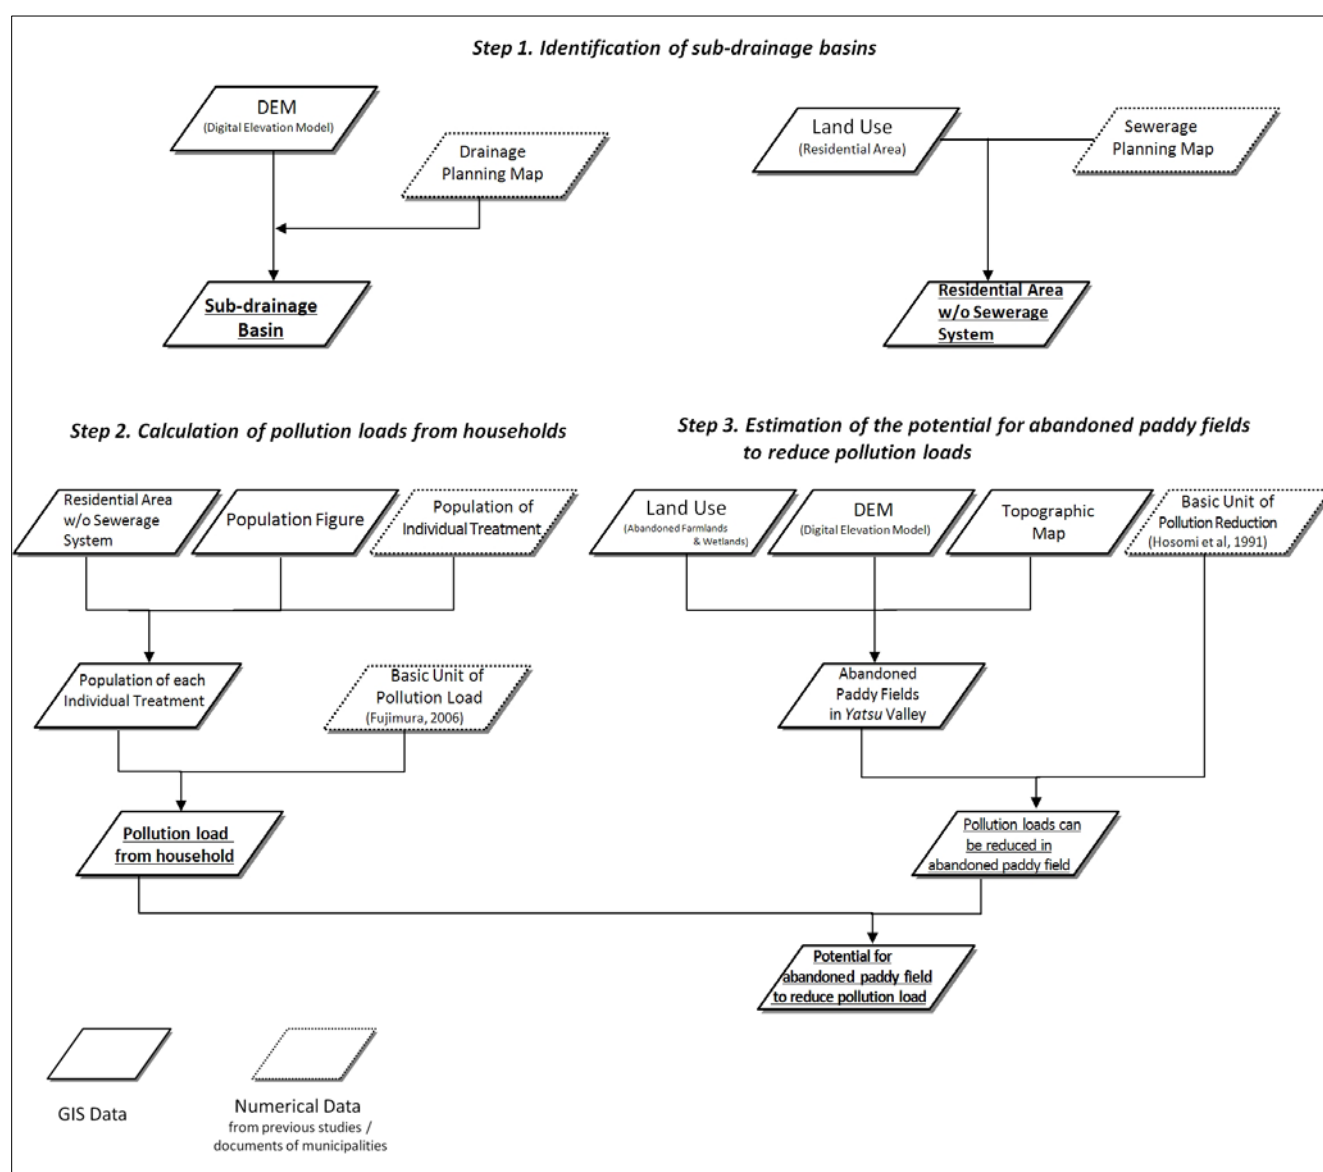 Step 1. Identification of sub-drainage basins
DEM
(Digital Elevation Model)
Drainage
Planning Map
Sub-drainage
Basin
Land Use
(Residential Area)
Sewerage
Planning Map
Residential Area
w/o Sewerage
System
Step 2. Calculation of pollution loads from households
Residential Area
w/o Sewerage
System
Population Figure
Population of
Individual Treatment
Population of each
Individual Treatment
Basic Unit of
Pollution Load
(Fujimura, 2006)
Pollution load
from household
Step 3. Estimation of the potential for abandoned paddy fields
to reduce pollution loads
Land Use
(Abandoned Farmlands
& Wetlands)
DEM
(Digital Elevation Model)
Topographic
Map
Basic Unit of
Pollution Reduction
(Hosomi et al, 1991)
Abandoned
Paddy Fields
in Yatsu Valley
Pollution loads can
be reduced in
abandoned paddy field
Potential for
abandoned paddy field
to reduce pollution load
GIS Data
Numerical Data
from previous studies /
documents of municipalities